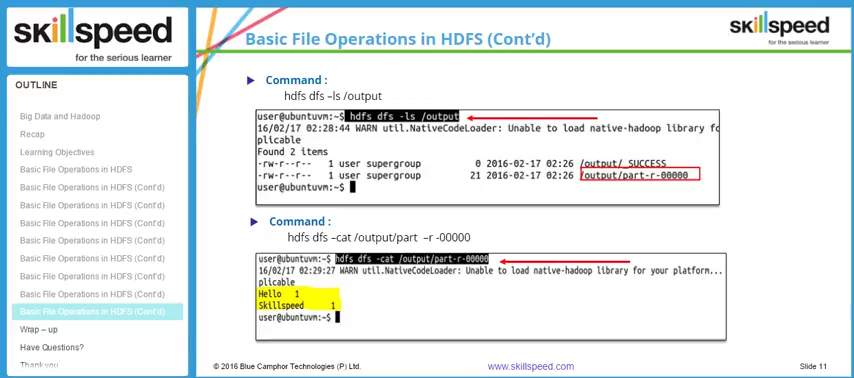 skillspeed
for the serious learner
OUTLINE
Big Data and Hadoop
Recap
Learning Objectives
Basic File Operations in HDFS
Basic File Operations in HDFS (Cont'd)
Basic File Operations in HDFS (Cont'd)
Basic File Operations in HDFS (Cont'd)
Basic File Operations in HDFS (Cont'd)
Basic File Operations in HDFS (Cont'd)
Basic File Operations in HDFS (Cont'd)
Basic File Operations in HDFS (Cont'd)
Basic File Operations in HDFS (Cont'd)
Wrap – up
Have Questions?
Thank you
Basic File Operations in HDFS (Cont'd)
skillspeed
for the serious learner
Command :
hdfs dfs –ls /output
user@ubuntuvm:~$ hdfs dfs -ls /output
16/02/17 02:28:44 WARN util.NativeCodeLoader: Unable to load native-hadoop library fo
plicable
Found 2 items
-rw-r--r-- 1 user supergroup 0 2016-02-17 02:26 /output/_SUCCESS
-rw-r--r-- 1 user supergroup 21 2016-02-17 02:26 /output/part-r-00000
user@ubuntuvm:~$
Command :
hdfs dfs –cat /output/part –r -00000
user@ubuntuvm:~$ hdfs dfs -cat /output/part-r-00000
16/02/17 02:29:27 WARN util.NativeCodeLoader: Unable to load native-hadoop library for your platform...
plicable
Hello 1
Skillspeed 1
user@ubuntuvm:~$
© 2016 Blue Camphor Technologies (P) Ltd.
www.skillspeed.com
Slide 11